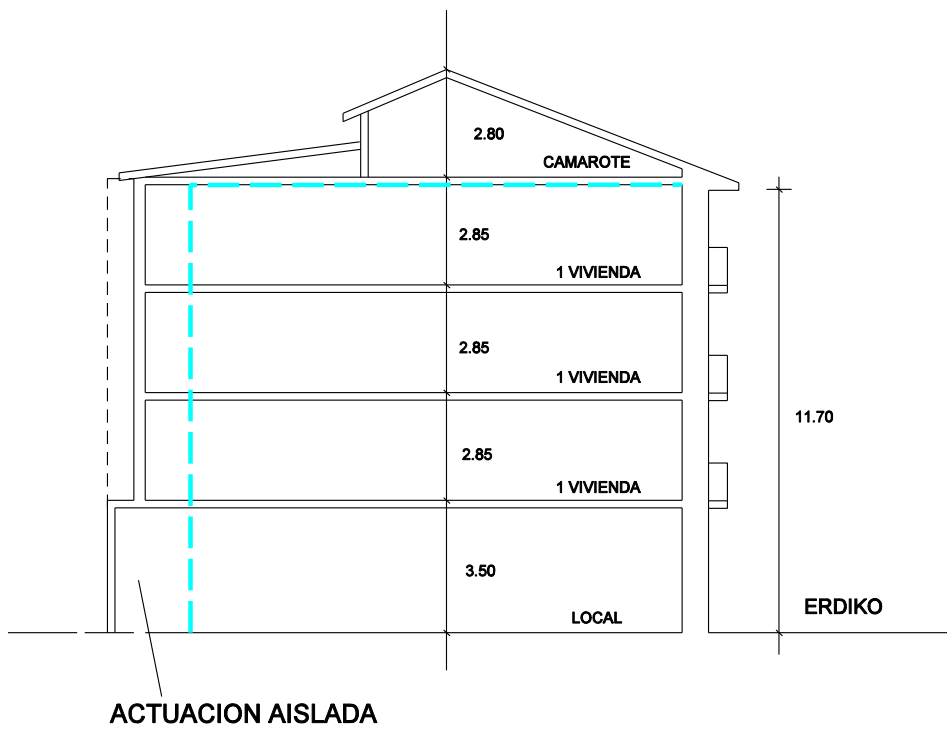 2.80
CAMAROTE
2.85
1 VIVIENDA
2.85
1 VIVIENDA
11.70
2.85
1 VIVIENDA
3.50
ERDIKO
LOCAL
ACTUACION AISLADA